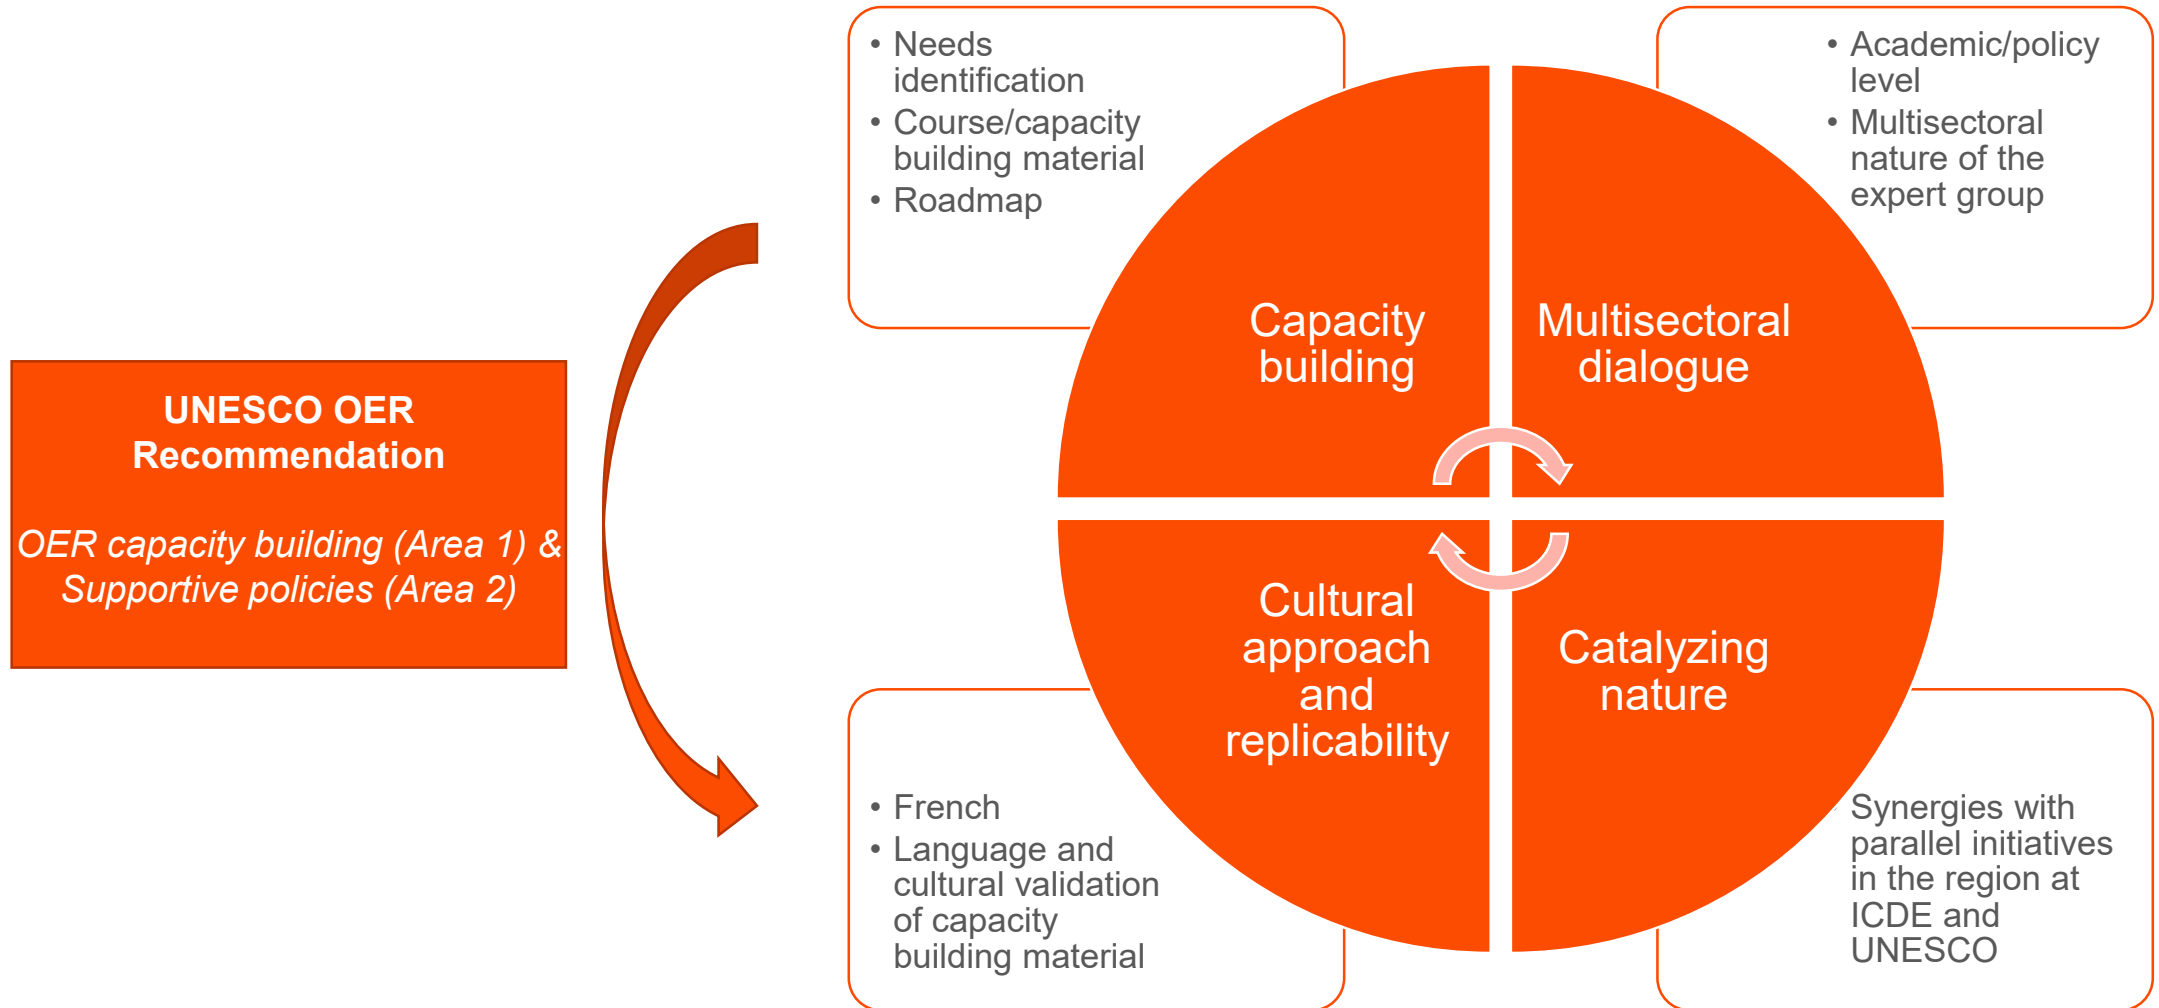 UNESCO OER
Recommendation
OER capacity building (Area 1) &
Supportive policies (Area 2)
• Needs
identification
• Course/capacity
building material
• Roadmap
Capacity
building
• Academic/policy
level
• Multisectoral
nature of the
expert group
Multisectoral
dialogue
• French
• Language and
cultural validation
of capacity
building material
Cultural
approach
and
replicability
Synergies with
parallel initiatives
in the region at
ICDE and
UNESCO
Catalyzing
nature